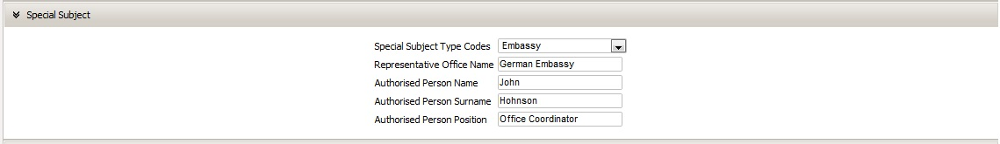 Special Subject
Special Subject Type Codes Embassy
Representative Office Name German Embassy
Authorised Person Name John
Authorised Person Surname Hohnson
Authorised Person Position Office Coordinator